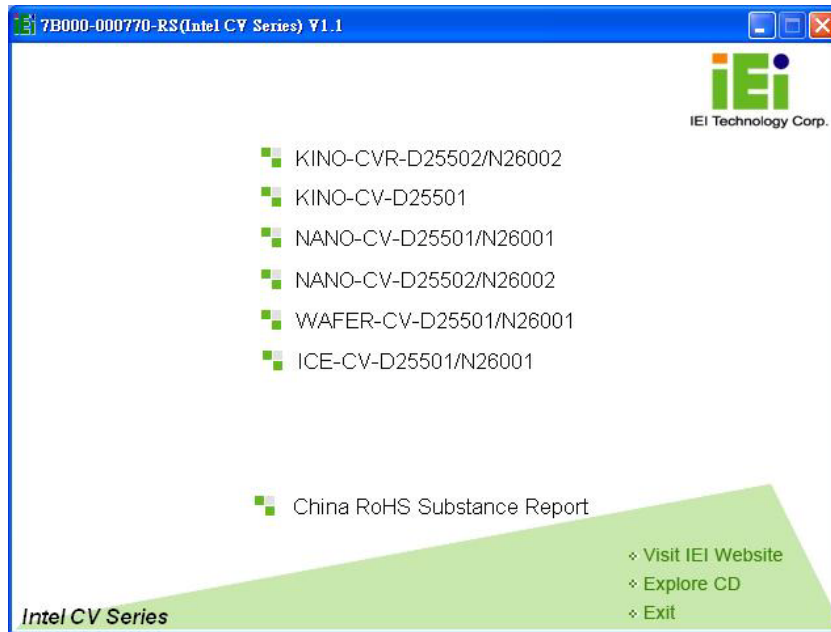 7B000-000770-RS(Intel CV Series) V1.1
iEi
IEI Technology Corp.
KINO-CVR-D25502/N26002
KINO-CV-D25501
NANO-CV-D25501/N26001
NANO-CV-D25502/N26002
WAFER-CV-D25501/N26001
ICE-CV-D25501/N26001
China RoHS Substance Report
Visit IEI Website
Explore CD
Exit
Intel CV Series